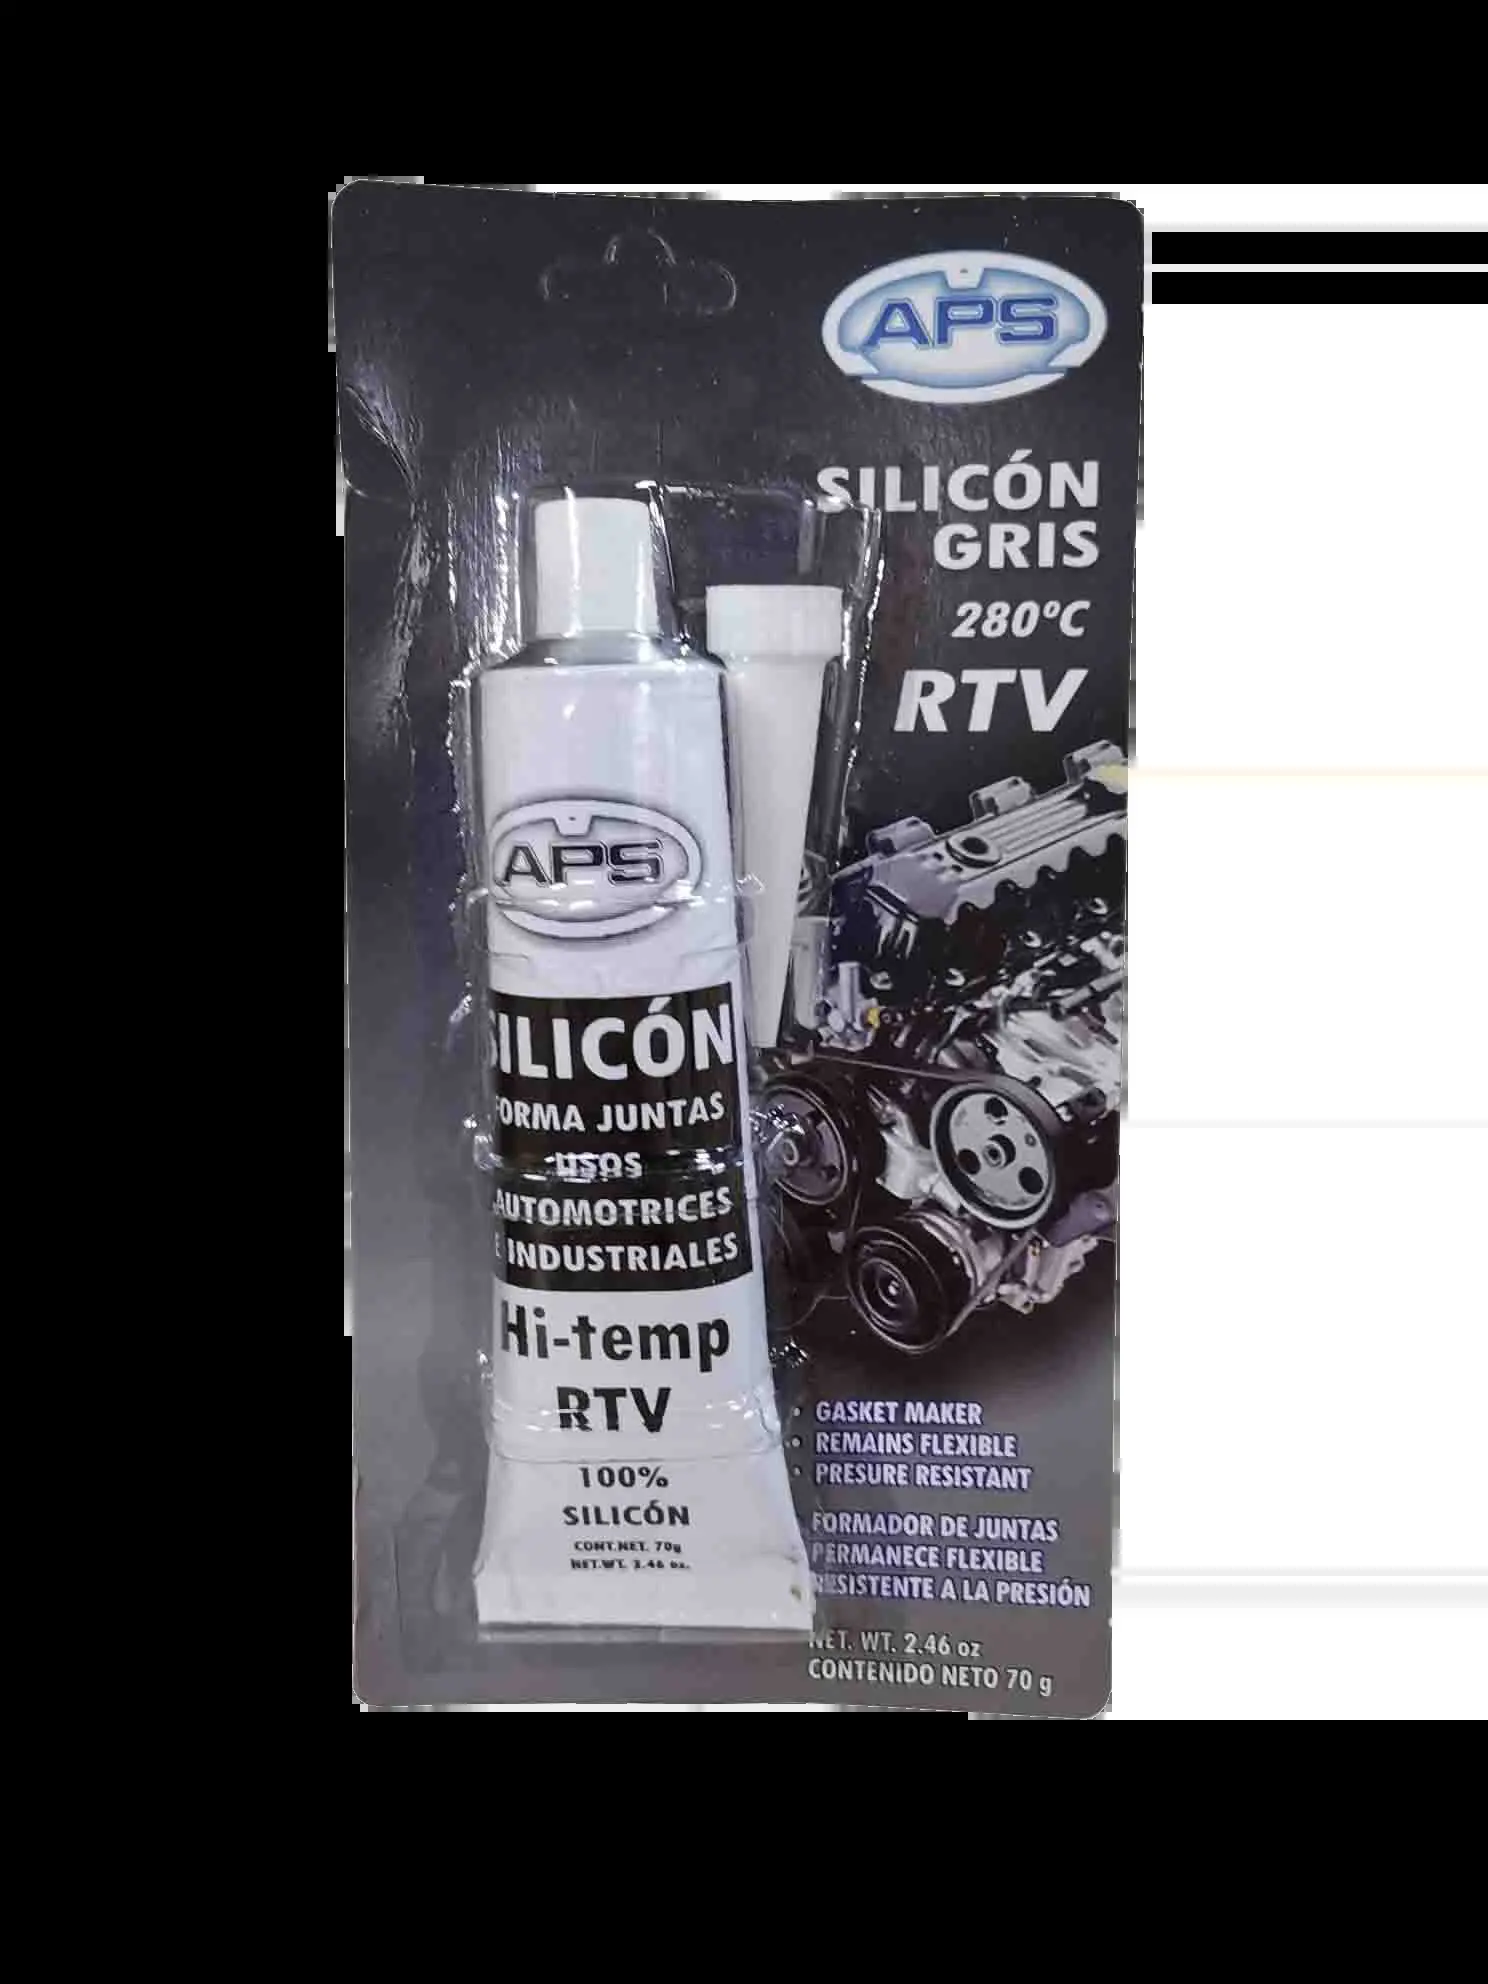 APS
SILICÓN
GRIS
280ºC
RTV
APS
SILICÓN
FORMA JUNTAS
USOS
AUTOMOTRICES
E INDUSTRIALES
Hi-temp
RTV
100%
SILICÓN
CONT.NET. 70g
NET.WT. 2.46 oz.
• GASKET MAKER
• REMAINS FLEXIBLE
• PRESURE RESISTANT
FORMADOR DE JUNTAS
PERMANECE FLEXIBLE
RESISTENTE A LA PRESIÓN
NET. WT. 2.46 oz
CONTENIDO NETO 70 g